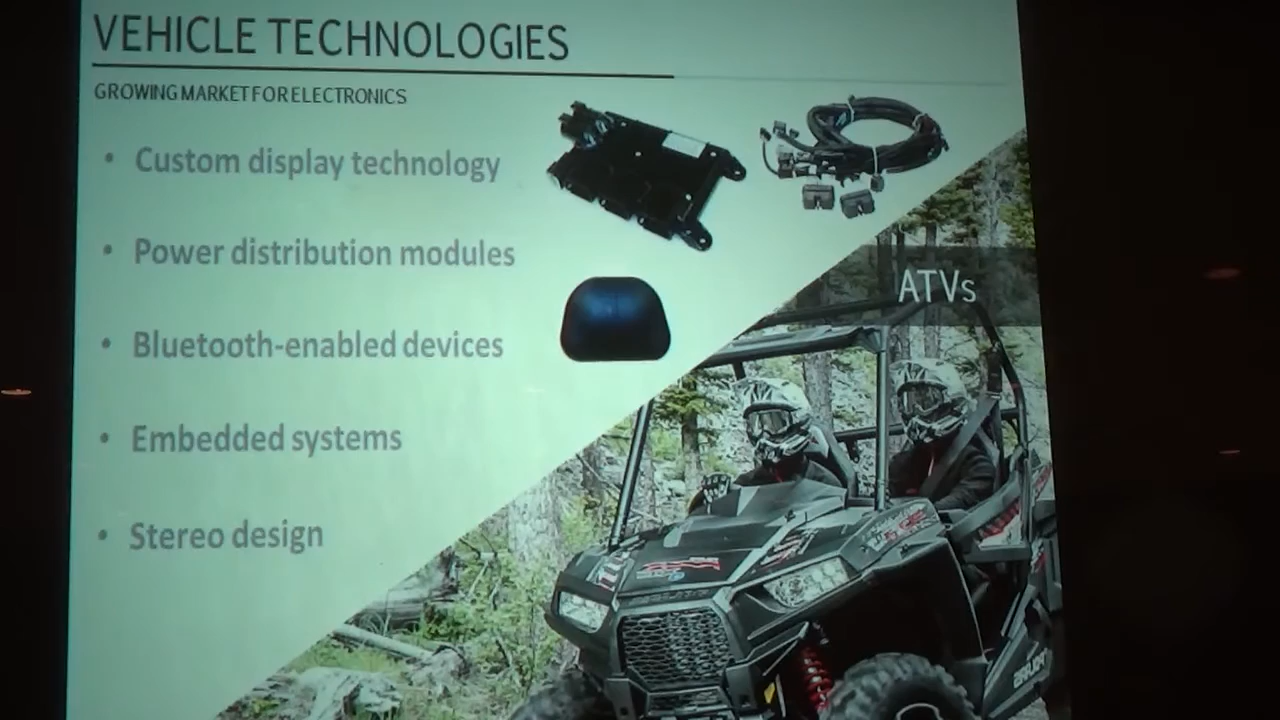 VEHICLE TECHNOLOGIES
GROWING MARKET FOR ELECTRONICS
• Custom display technology
• Power distribution modules
• Bluetooth-enabled devices
• Embedded systems
• Stereo design
ATVs